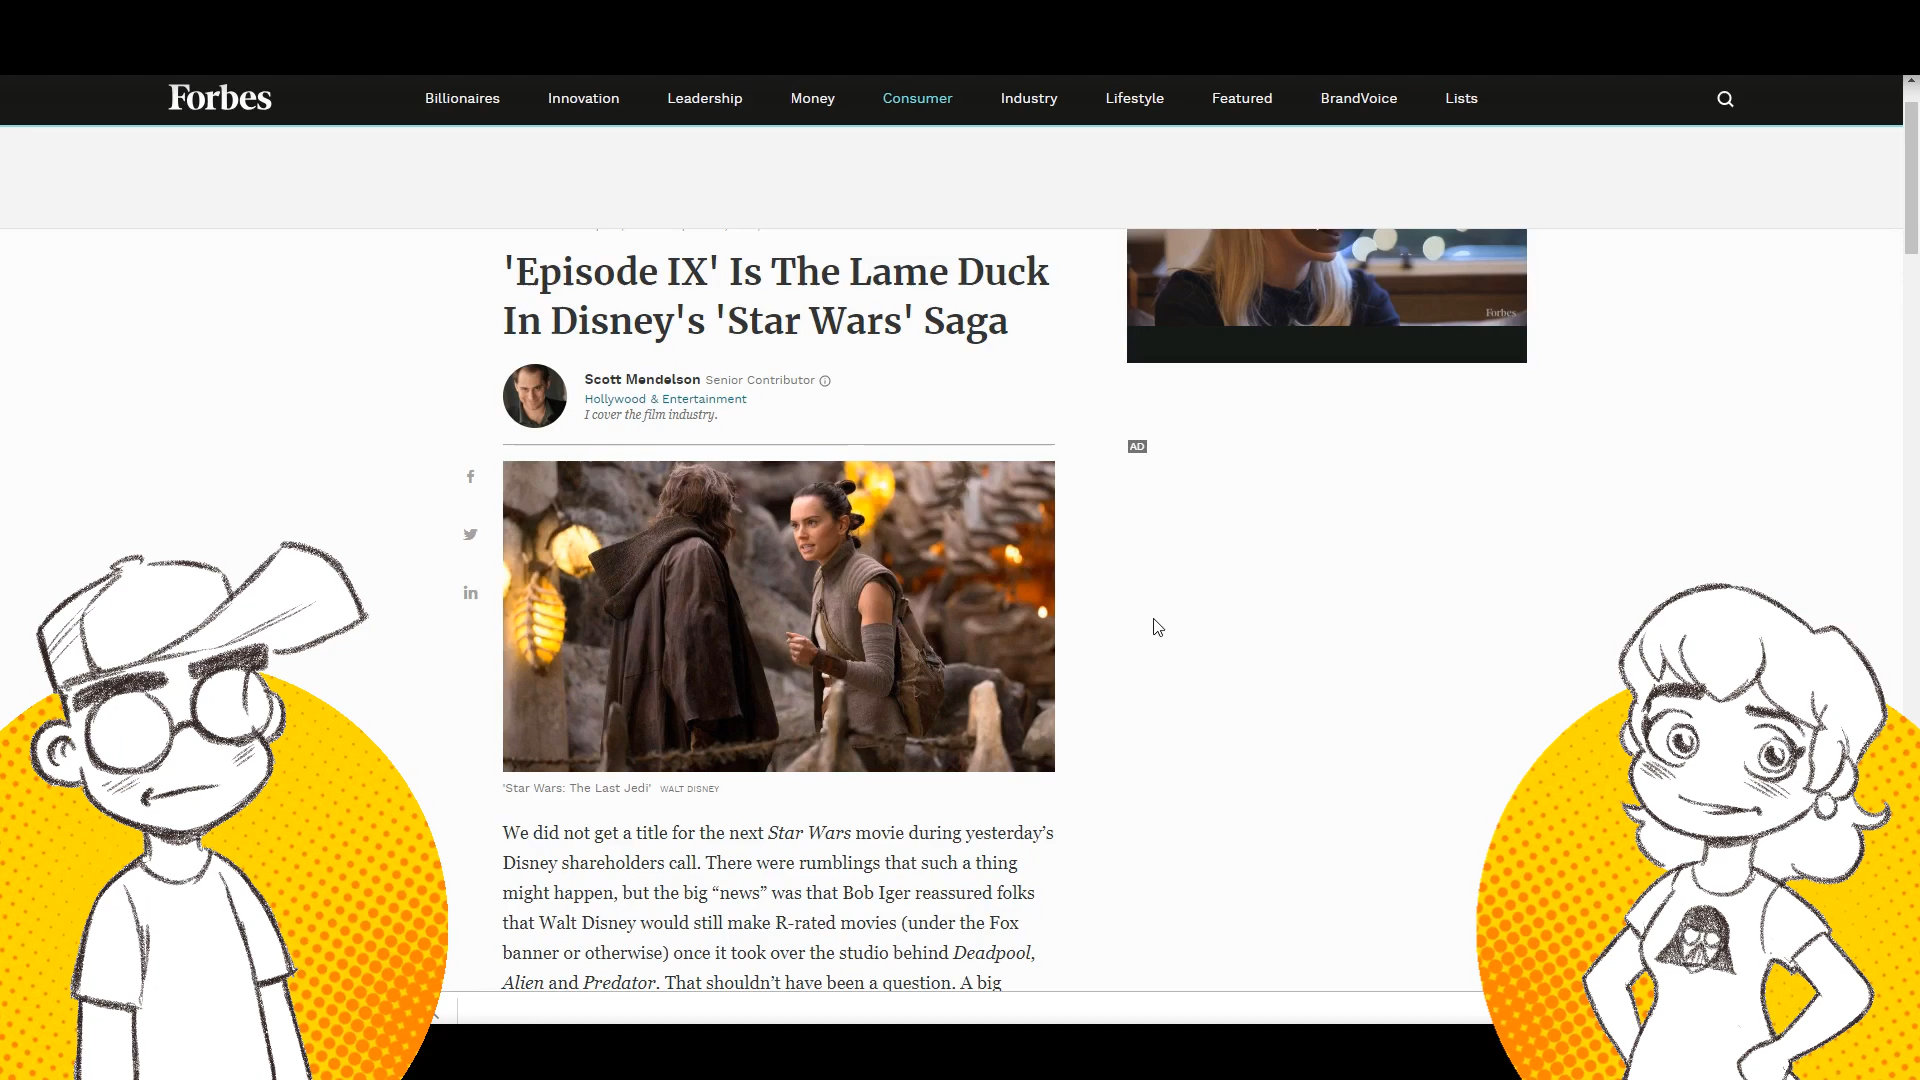 Forbes
Billionaires Innovation Leadership Money Consumer Industry Lifestyle Featured BrandVoice Lists
'Episode IX' Is The Lame Duck
In Disney's 'Star Wars' Saga
Forbes
Scott Mendelson Senior Contributor
Hollywood & Entertainment
I cover the film industry.
AD
'Star Wars: The Last Jedi' WALT DISNEY
We did not get a title for the next Star Wars movie during yesterday’s
Disney shareholders call. There were rumblings that such a thing
might happen, but the big “news” was that Bob Iger reassured folks
that Walt Disney would still make R-rated movies (under the Fox
banner or otherwise) once it took over the studio behind Deadpool,
Alien and Predator. That shouldn’t have been a question. A big